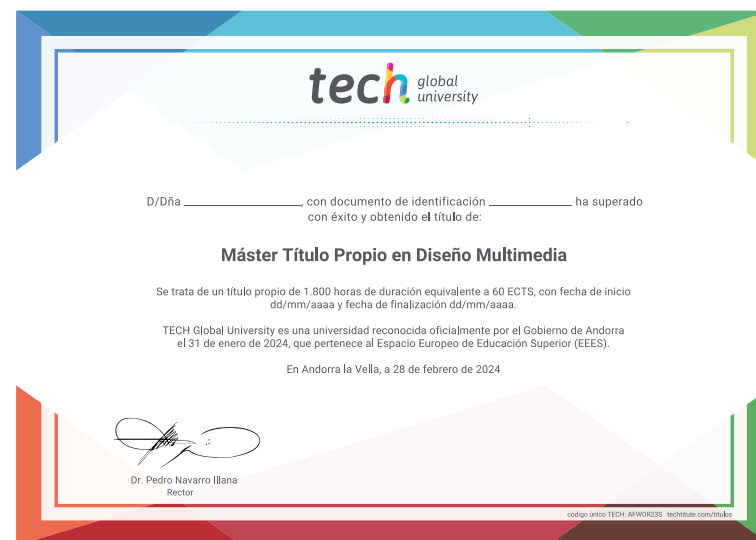 tech global university
D/Dña ____________________, con documento de identificación ______________ ha superado
con éxito y obtenido el título de:
Máster Título Propio en Diseño Multimedia
Se trata de un título propio de 1.800 horas de duración equivalente a 60 ECTS, con fecha de inicio
dd/mm/aaaa y fecha de finalización dd/mm/aaaa.
TECH Global University es una universidad reconocida oficialmente por el Gobierno de Andorra
el 31 de enero de 2024, que pertenece al Espacio Europeo de Educación Superior (EEES).
En Andorra la Vella, a 28 de febrero de 2024
Dr. Pedro Navarro Illana
Rector
código único TECH: AFWOR23S techtitute.com/titulos